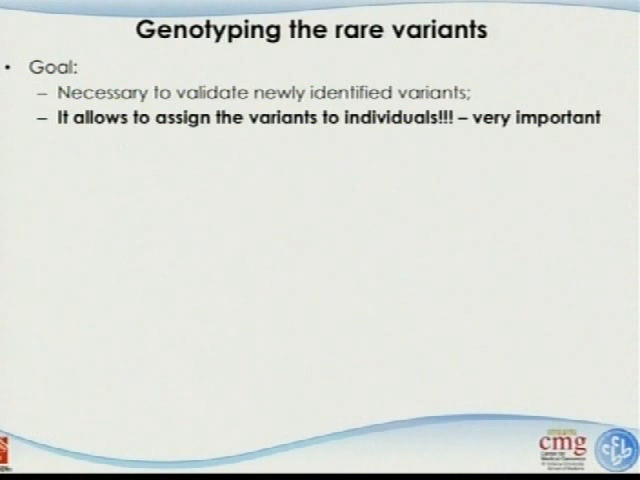 Genotyping the rare variants
• Goal:
– Necessary to validate newly identified variants;
– It allows to assign the variants to individuals!!! – very important
cmg